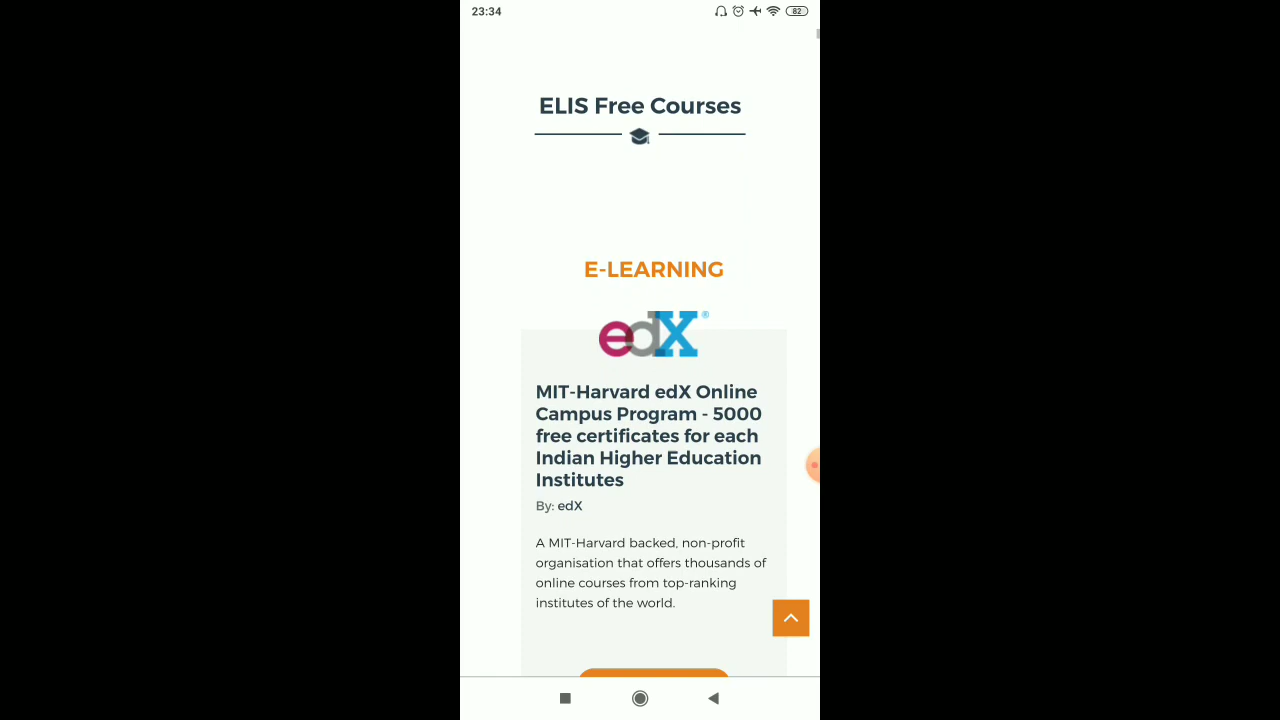 23:34
82
ELIS Free Courses
E-LEARNING
edX®
MIT-Harvard edX Online
Campus Program - 5000
free certificates for each
Indian Higher Education
Institutes
By: edX
A MIT-Harvard backed, non-profit
organisation that offers thousands of
online courses from top-ranking
institutes of the world.